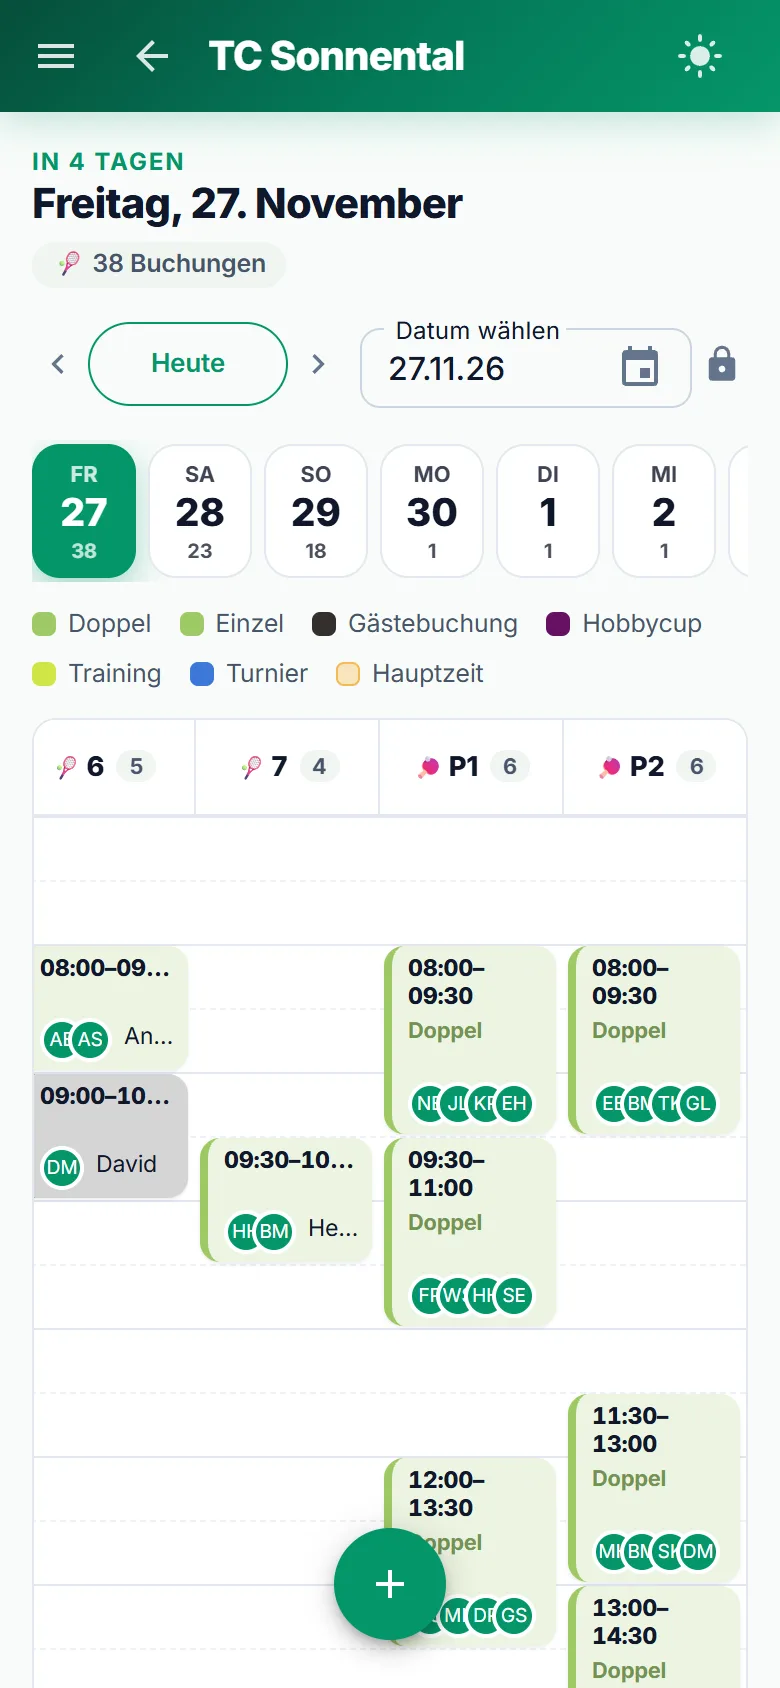 TC Sonnental
IN 4 TAGEN
Freitag, 27. November
38 Buchungen
Heute
Datum wählen
27.11.26
FR
27
38
SA
28
23
SO
29
18
MO
30
1
DI
1
1
MI
2
1
Doppel
Einzel
Gästebuchung
Hobbycup
Training
Turnier
Hauptzeit
6 5
7 4
P1 6
P2 6
08:00–09...
AS An...
09:00–10...
DM David
09:30–10...
BM He...
08:00–
09:30
Doppel
EH
09:30–
11:00
Doppel
SE
12:00–
13:30
GS
08:00–
09:30
Doppel
GL
11:30–
13:00
Doppel
DM
13:00–
14:30
Doppel